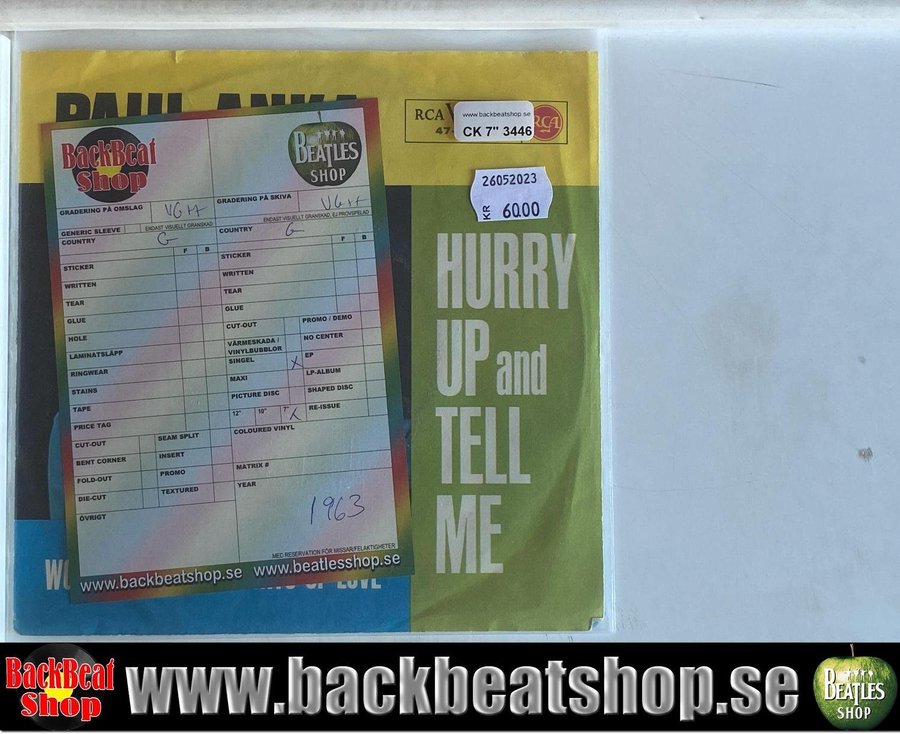 PAUL ANKA
RCA V
47-
RCA
www.backbeatshop.se
CK 7" 3446
26052023
KR 60.00
HURRY
UP and
TELL
ME
BackBeat
Shop
BEATLES
SHOP
GRADERING PÅ OMSLAG VG++
GENERIC SLEEVE ENDAST VISUELLT GRANSKAD
COUNTRY G
F B
STICKER
WRITTEN
TEAR
GLUE
HOLE
LAMINATSLÄPP
RINGWEAR
STAINS
TAPE
PRICE TAG
CUT-OUT SEAM SPLIT
BENT CORNER INSERT
FOLD-OUT PROMO
DIE-CUT TEXTURED
ÖVRIGT
GRADERING PÅ SKIVA VG++
ENDAST VISUELLT GRANSKAD, EJ PROVSPELAD
COUNTRY G
F B
STICKER
WRITTEN
TEAR
GLUE
CUT-OUT PROMO / DEMO
VÄRMESKADA / NO CENTER
VINYLBUBBLOR
SINGEL X EP
MAXI LP-ALBUM
PICTURE DISC SHAPED DISC
12" 10" 7" X RE-ISSUE
COLOURED VINYL
MATRIX #
YEAR
1963
MED RESERVATION FÖR MISSAR/FELAKTIGHETER
www.backbeatshop.se www.beatlesshop.se
OF LOVE
BackBeat
Shop
www.backbeatshop.se
BEATLES
SHOP